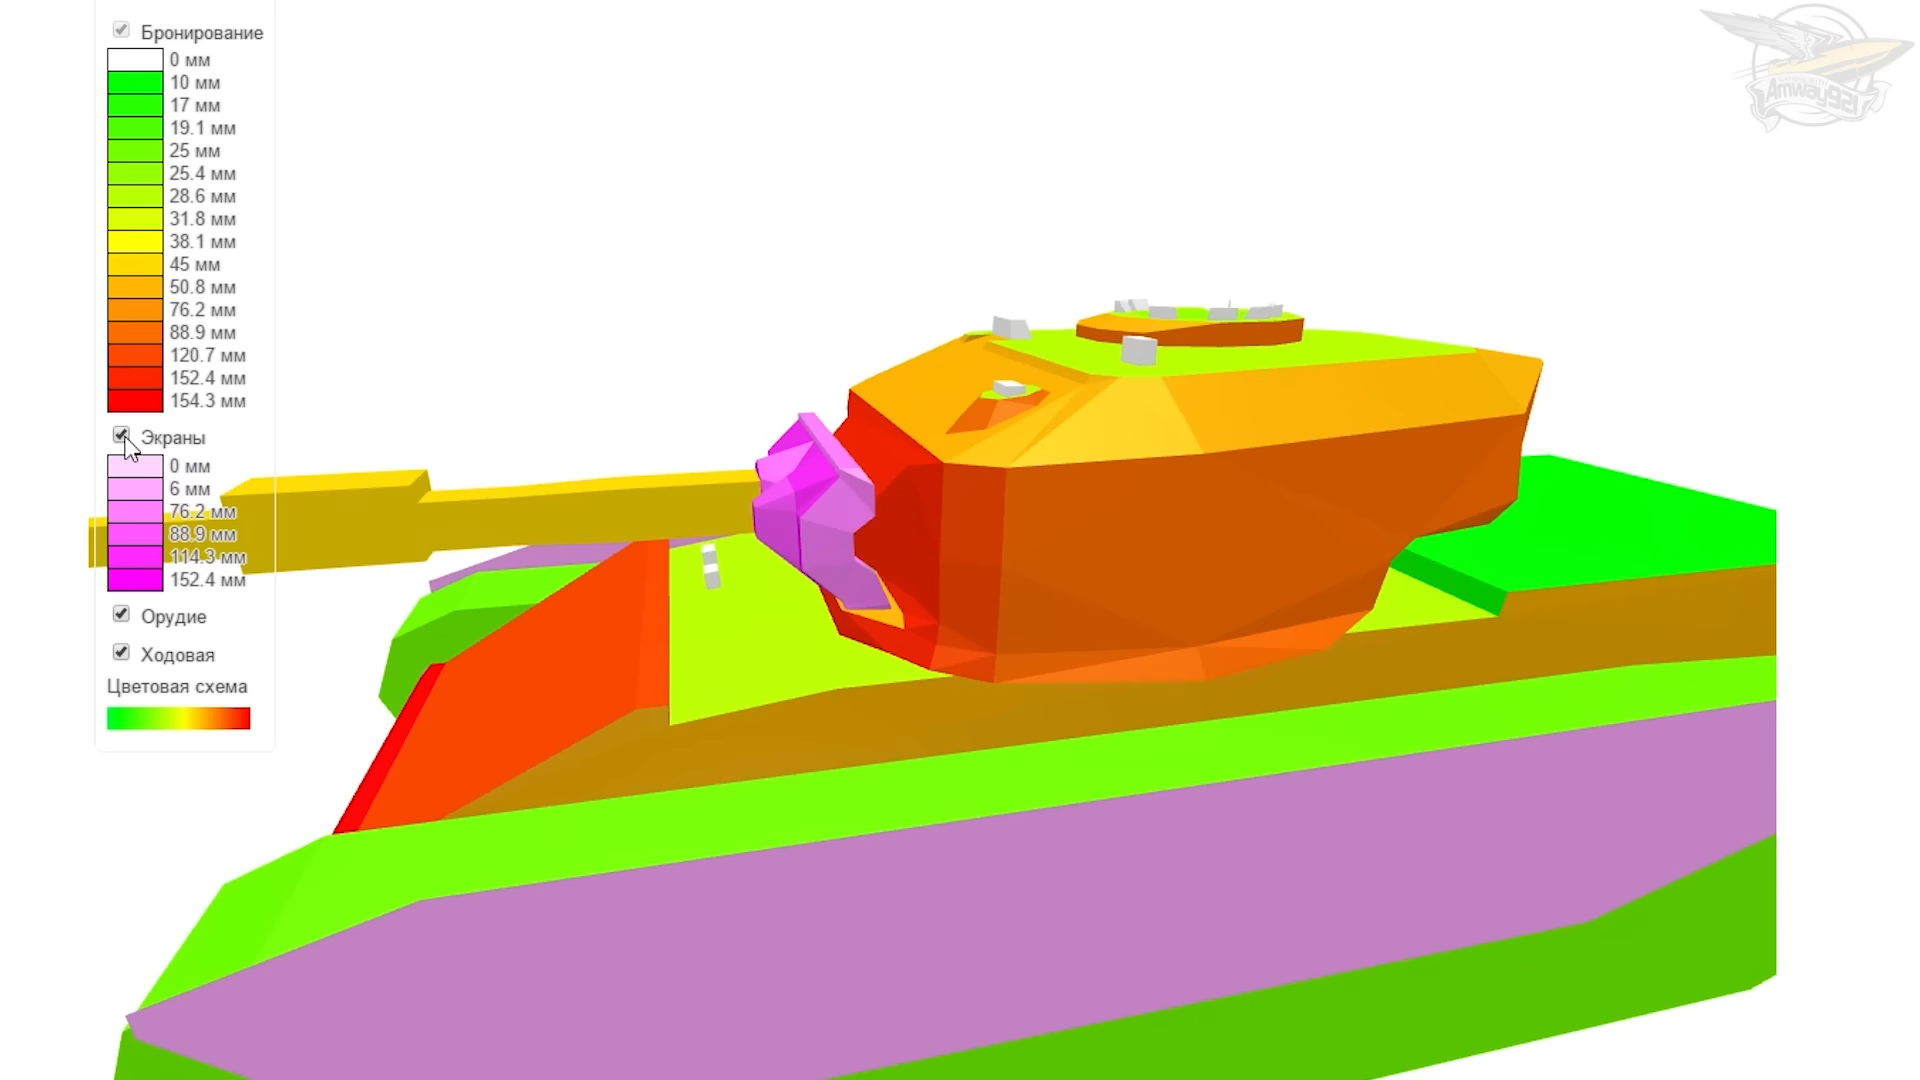 Бронирование
0 мм
10 мм
17 мм
19.1 мм
25 мм
25.4 мм
28.6 мм
31.8 мм
38.1 мм
45 мм
50.8 мм
76.2 мм
88.9 мм
120.7 мм
152.4 мм
154.3 мм
Экраны
0 мм
6 мм
76.2 мм
88.9 мм
114.3 мм
152.4 мм
Орудие
Ходовая
Цветовая схема
Amway921